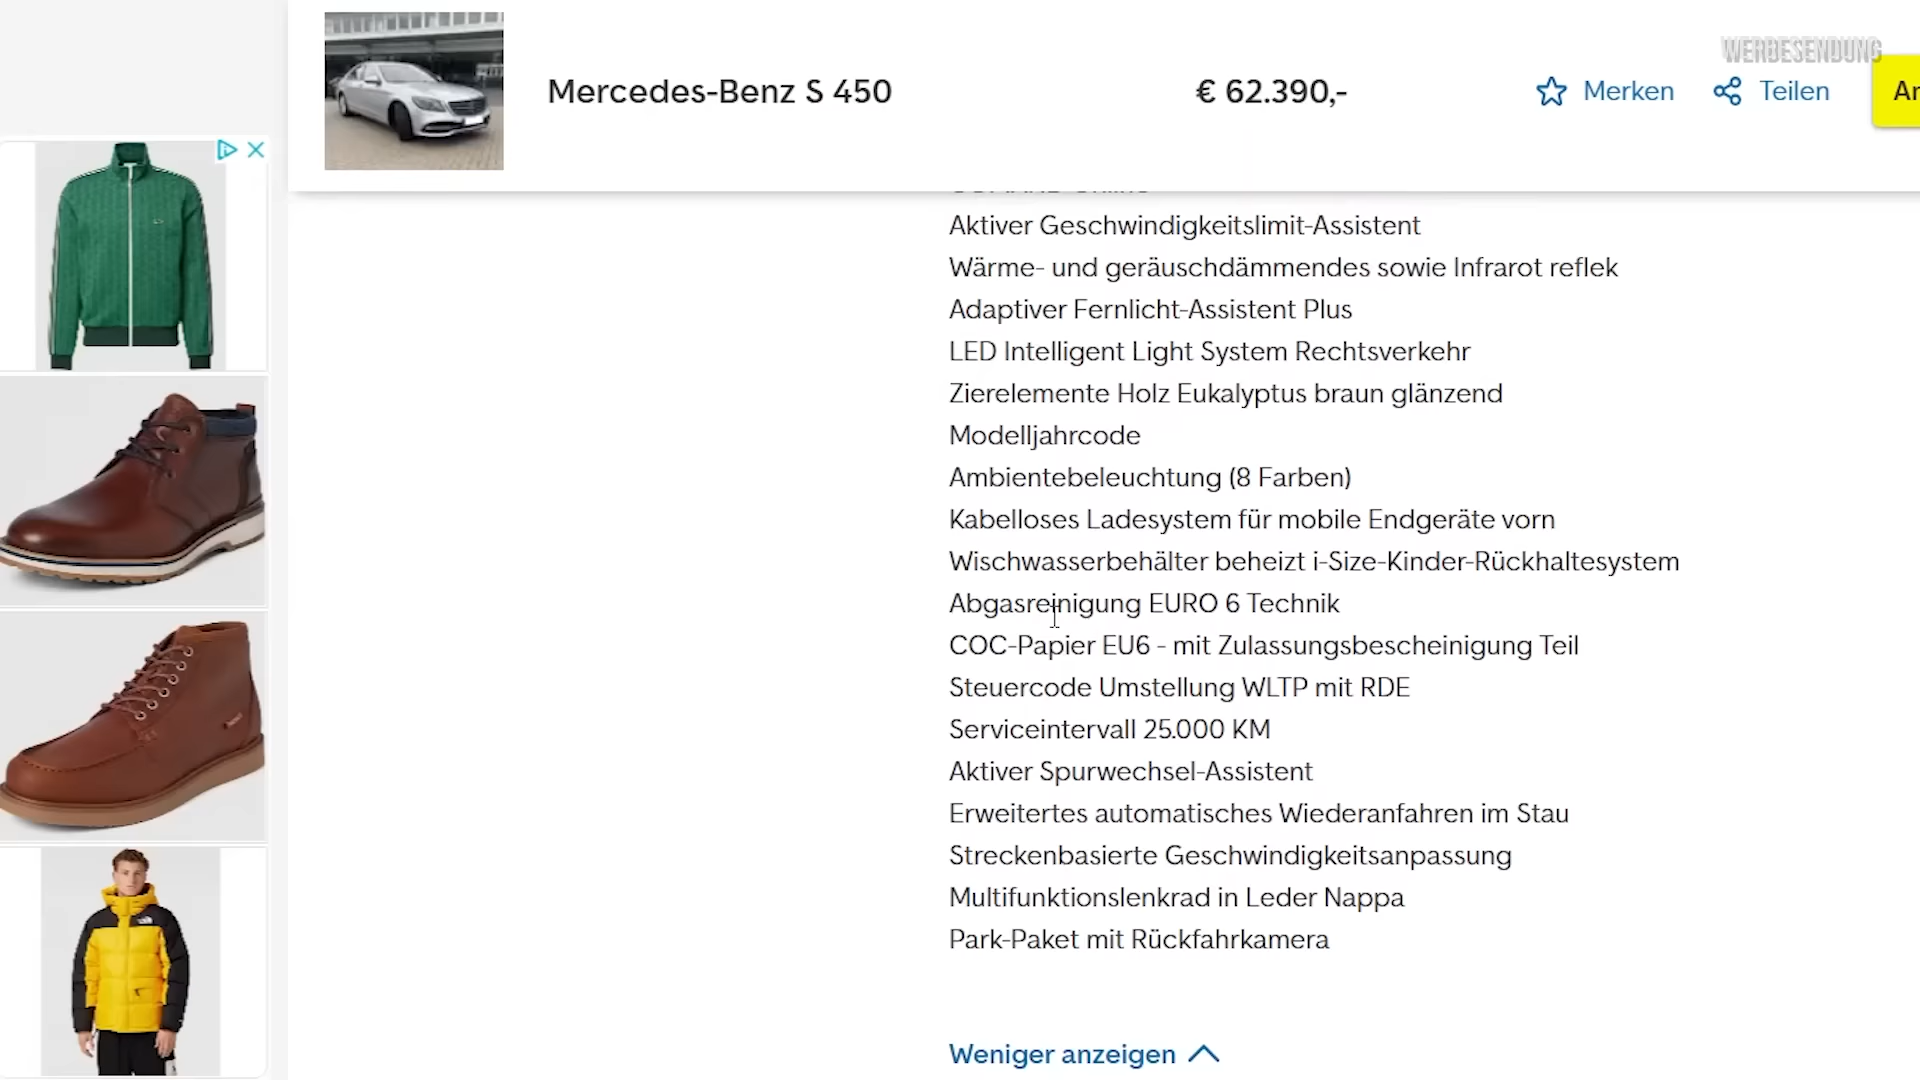 WERBESENDUNG
Mercedes-Benz S 450
€ 62.390,-
Merken
Teilen
Aktiver Geschwindigkeitslimit-Assistent
Wärme- und geräuschdämmendes sowie Infrarot reflek
Adaptiver Fernlicht-Assistent Plus
LED Intelligent Light System Rechtsverkehr
Zierelemente Holz Eukalyptus braun glänzend
Modelljahrcode
Ambientebeleuchtung (8 Farben)
Kabelloses Ladesystem für mobile Endgeräte vorn
Wischwasserbehälter beheizt i-Size-Kinder-Rückhaltesystem
Abgasreinigung EURO 6 Technik
COC-Papier EU6 - mit Zulassungsbescheinigung Teil
Steuercode Umstellung WLTP mit RDE
Serviceintervall 25.000 KM
Aktiver Spurwechsel-Assistent
Erweitertes automatisches Wiederanfahren im Stau
Streckenbasierte Geschwindigkeitsanpassung
Multifunktionslenkrad in Leder Nappa
Park-Paket mit Rückfahrkamera
Weniger anzeigen